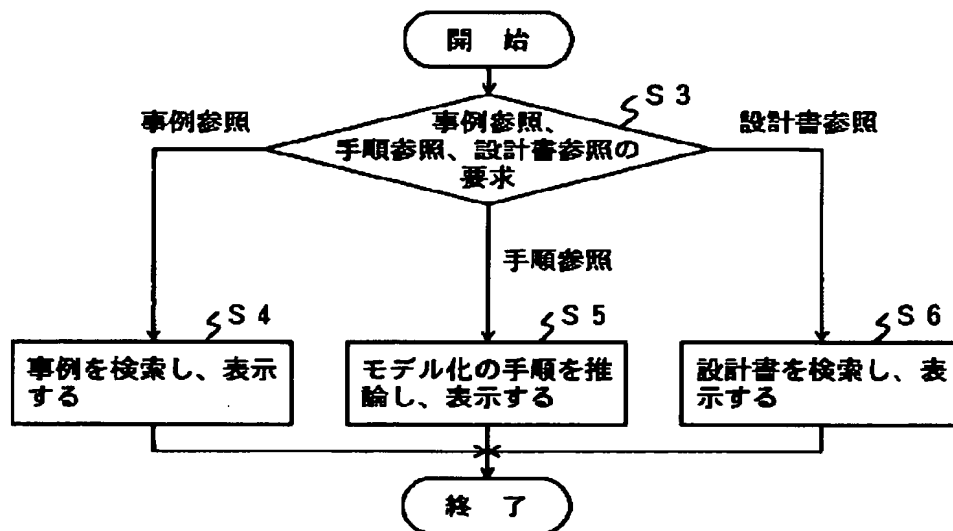 開 始
S3
事例参照
事例参照、
手順参照、設計書参照の
要求
設計書参照
手順参照
S4
事例を検索し、表示
する
S5
モデル化の手順を推
論し、表示する
S6
設計書を検索し、表
示する
終 了